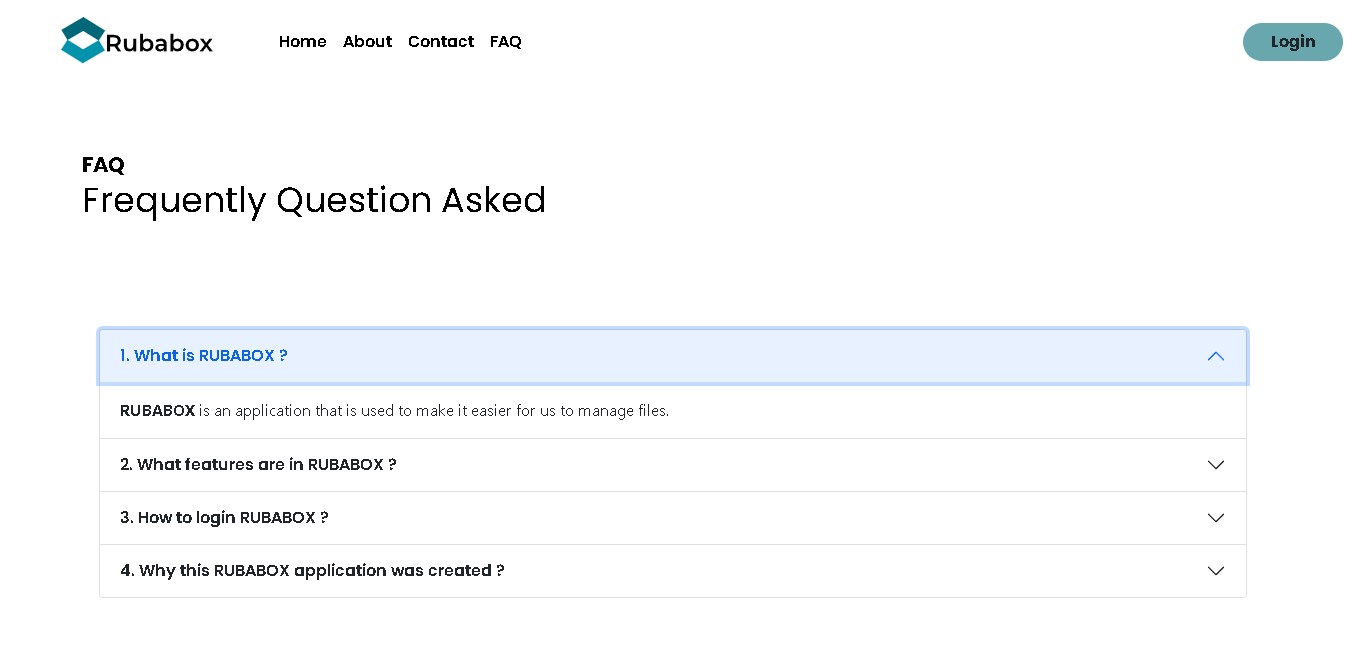 Rubabox Home About Contact FAQ Login
FAQ
Frequently Question Asked
1. What is RUBABOX ?
RUBABOX is an application that is used to make it easier for us to manage files.
2. What features are in RUBABOX ?
3. How to login RUBABOX ?
4. Why this RUBABOX application was created ?